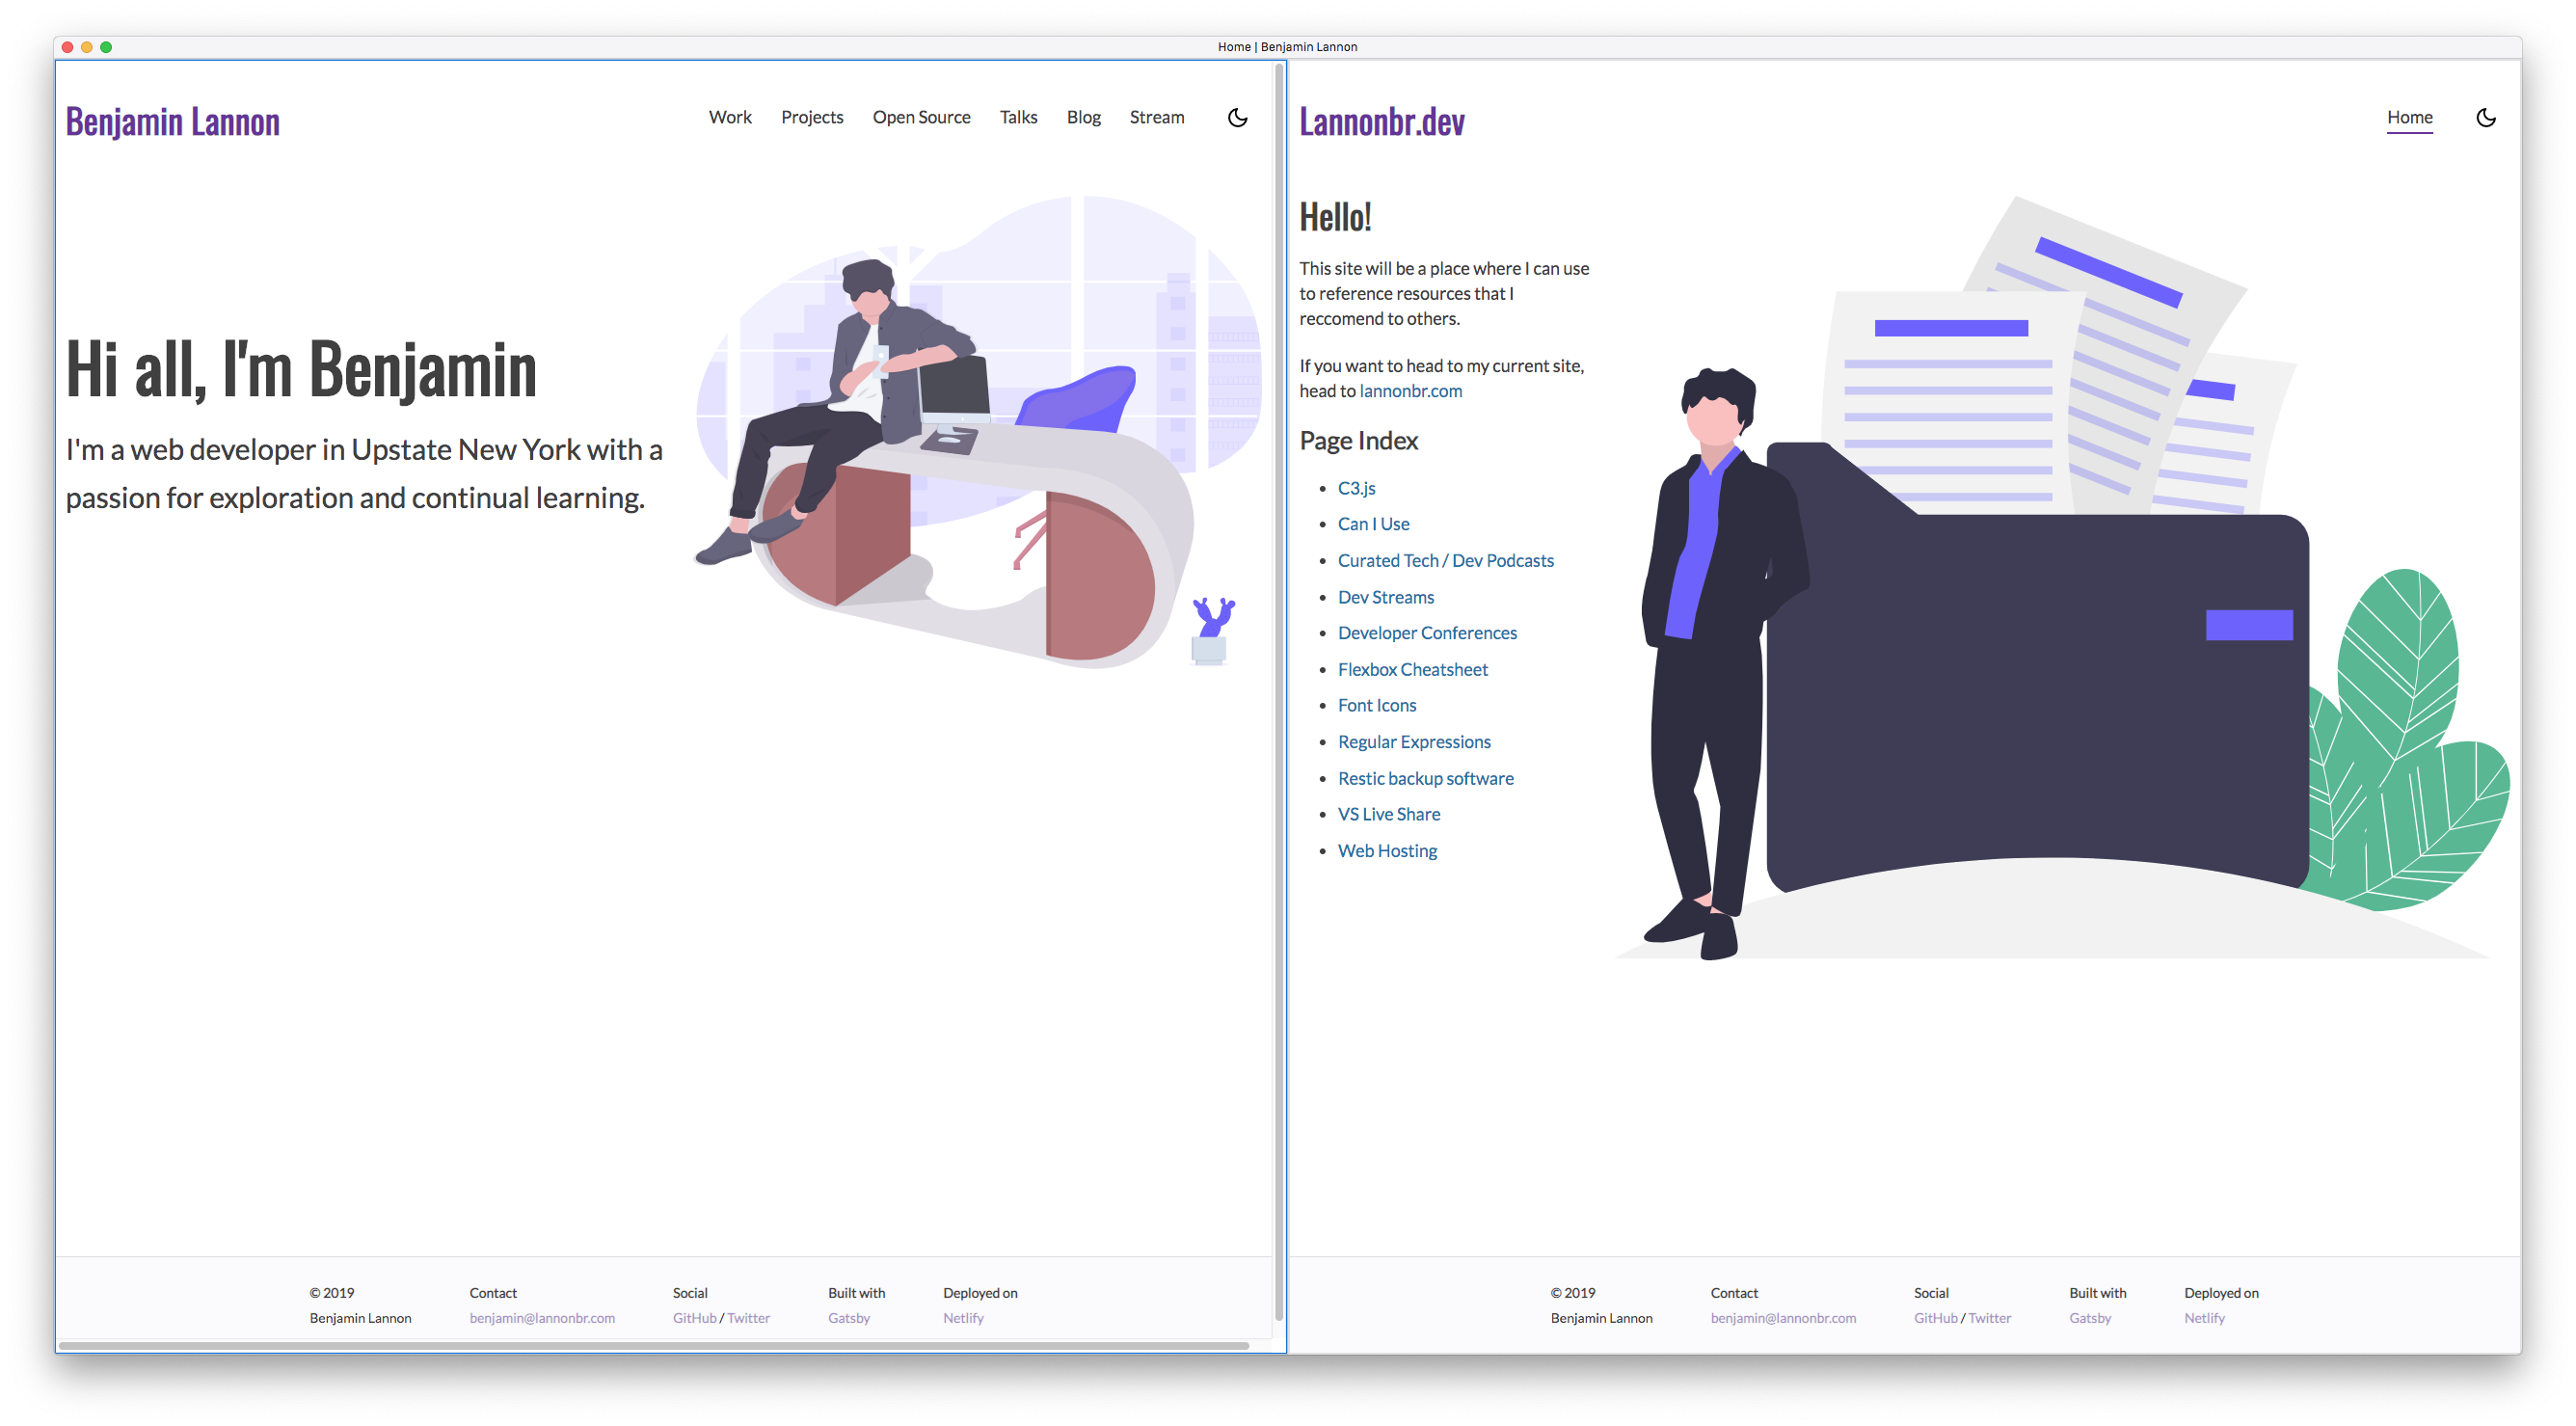 Home | Benjamin Lannon
Benjamin Lannon
Work Projects Open Source Talks Blog Stream
Hi all, I'm Benjamin
I'm a web developer in Upstate New York with a
passion for exploration and continual learning.
© 2019
Benjamin Lannon
Contact
benjamin@lannonbr.com
Social
GitHub / Twitter
Built with
Gatsby
Deployed on
Netlify
Lannonbr.dev
Home
Hello!
This site will be a place where I can use
to reference resources that I
reccomend to others.
If you want to head to my current site,
head to lannonbr.com
Page Index
• C3.js
• Can I Use
• Curated Tech / Dev Podcasts
• Dev Streams
• Developer Conferences
• Flexbox Cheatsheet
• Font Icons
• Regular Expressions
• Restic backup software
• VS Live Share
• Web Hosting
© 2019
Benjamin Lannon
Contact
benjamin@lannonbr.com
Social
GitHub / Twitter
Built with
Gatsby
Deployed on
Netlify